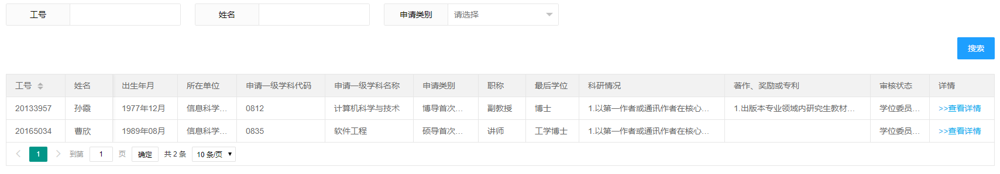 工号 姓名 申请类别 请选择
搜索
工号 姓名 出生年月 所在单位 申请一级学科代码 申请一级学科名称 申请类别 职称 最后学位 科研情况 著作、奖励或专利 审核状态 详情
20133957 孙霞 1977年12月 信息科学... 0812 计算机科学与技术 博导首次... 副教授 博士 1.以第一作者或通讯作者在核心... 1.出版本专业领域内研究生教材... 学位委员... >>查看详情
20165034 曹欣 1989年08月 信息科学... 0835 软件工程 硕导首次... 讲师 工学博士 1.以第一作者或通讯作者在核心... 学位委员... >>查看详情
1 到第 1 页 确定 共 2 条 10 条/页